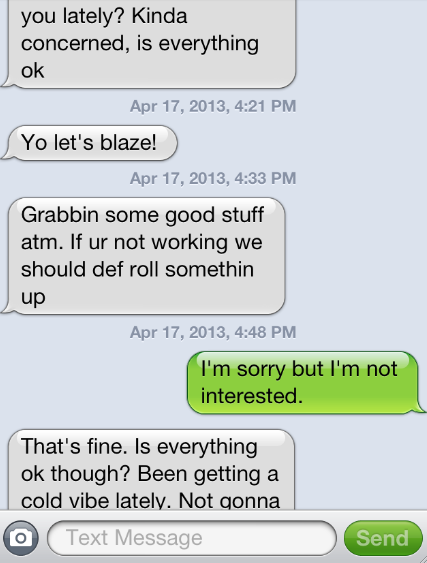 you lately? Kinda
concerned, is everything
ok
Apr 17, 2013, 4:21 PM
Yo let's blaze!
Apr 17, 2013, 4:33 PM
Grabbin some good stuff
atm. If ur not working we
should def roll somethin
up
Apr 17, 2013, 4:48 PM
I'm sorry but I'm not
interested.
That's fine. Is everything
ok though? Been getting a
cold vibe lately. Not gonna
Text Message
Send